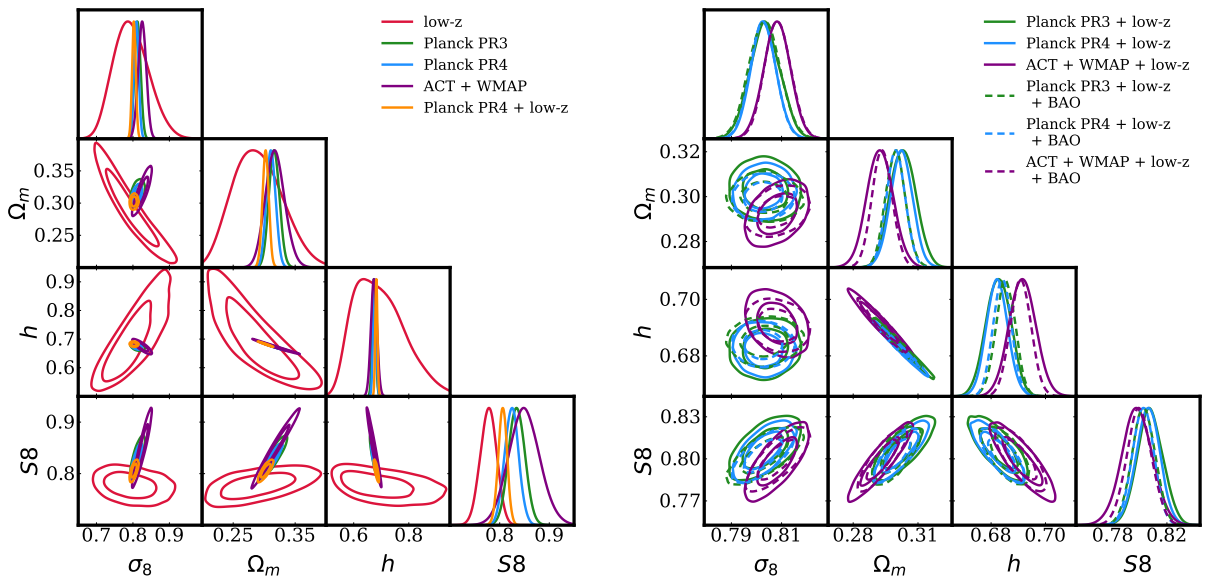 low-z
Planck PR3
Planck PR4
ACT + WMAP
Planck PR4 + low-z
0.35
0.30
0.25
Ωm
0.9
0.8
0.7
0.6
h
0.9
0.8
S8
0.7 0.8 0.9
0.25 0.35
0.6 0.8
0.8 0.9
σ8
Ωm
h
S8
Planck PR3 + low-z
Planck PR4 + low-z
ACT + WMAP + low-z
Planck PR3 + low-z
+ BAO
Planck PR4 + low-z
+ BAO
ACT + WMAP + low-z
+ BAO
0.32
0.30
0.28
Ωm
0.70
0.68
h
0.83
0.80
0.77
S8
0.79 0.81
0.28 0.31
0.68 0.70
0.78 0.82
σ8
Ωm
h
S8